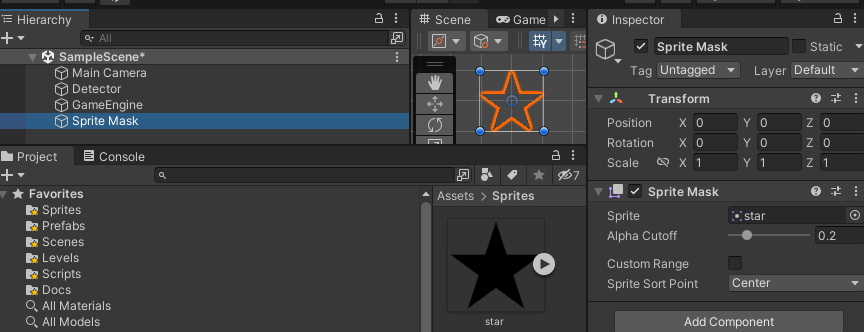 Hierarchy
All
SampleScene*
Main Camera
Detector
GameEngine
Sprite Mask
Scene
Game
Project
Console
7
Favorites
Sprites
Prefabs
Scenes
Levels
Scripts
Docs
All Materials
All Models
Assets > Sprites
star
Inspector
Sprite Mask Static
Tag Untagged Layer Default
Transform
Position X 0 Y 0 Z 0
Rotation X 0 Y 0 Z 0
Scale X 1 Y 1 Z 1
Sprite Mask
Sprite star
Alpha Cutoff 0.2
Custom Range
Sprite Sort Point Center
Add Component